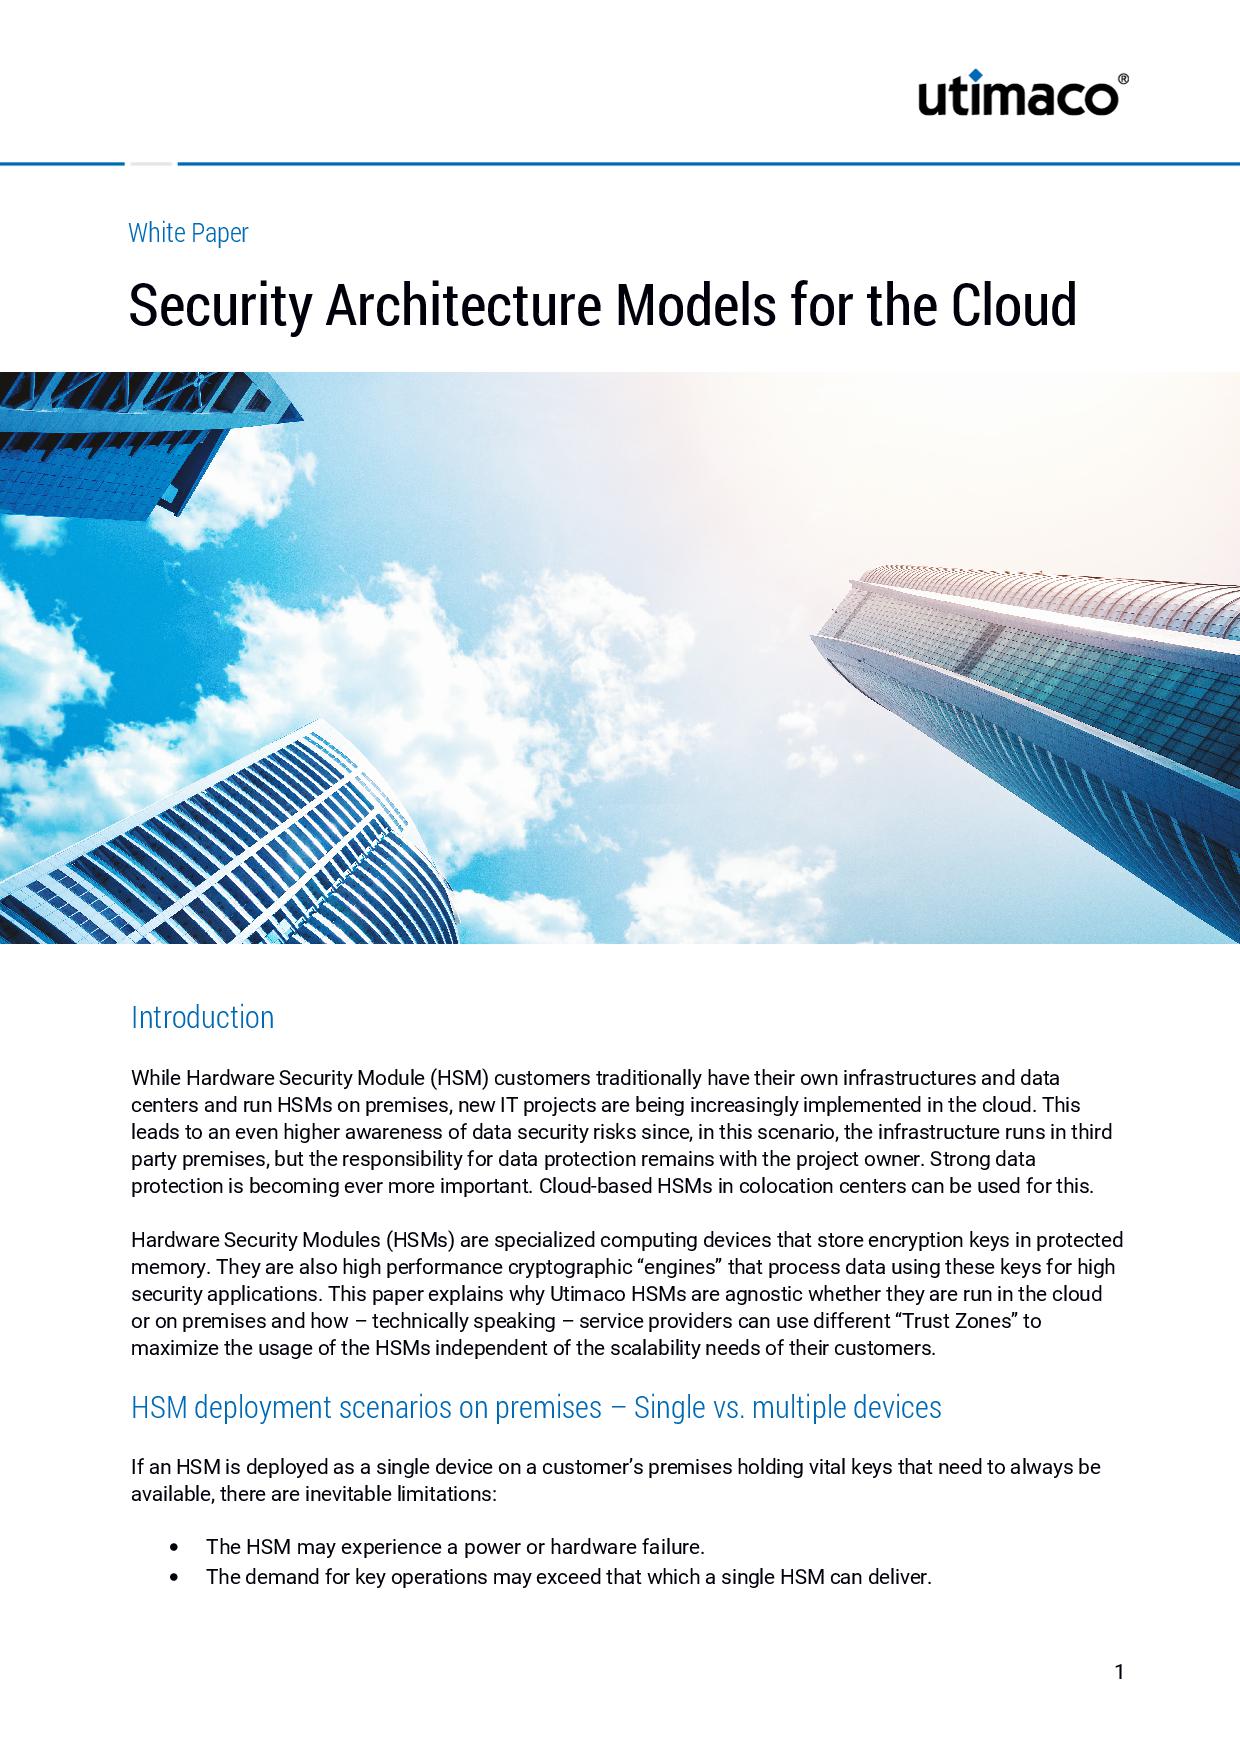 utimaco®
White Paper
Security Architecture Models for the Cloud
Introduction
While Hardware Security Module (HSM) customers traditionally have their own infrastructures and data
centers and run HSMs on premises, new IT projects are being increasingly implemented in the cloud. This
leads to an even higher awareness of data security risks since, in this scenario, the infrastructure runs in third
party premises, but the responsibility for data protection remains with the project owner. Strong data
protection is becoming ever more important. Cloud-based HSMs in colocation centers can be used for this.
Hardware Security Modules (HSMs) are specialized computing devices that store encryption keys in protected
memory. They are also high performance cryptographic “engines” that process data using these keys for high
security applications. This paper explains why Utimaco HSMs are agnostic whether they are run in the cloud
or on premises and how – technically speaking – service providers can use different “Trust Zones” to
maximize the usage of the HSMs independent of the scalability needs of their customers.
HSM deployment scenarios on premises – Single vs. multiple devices
If an HSM is deployed as a single device on a customer’s premises holding vital keys that need to always be
available, there are inevitable limitations:
• The HSM may experience a power or hardware failure.
• The demand for key operations may exceed that which a single HSM can deliver.
1